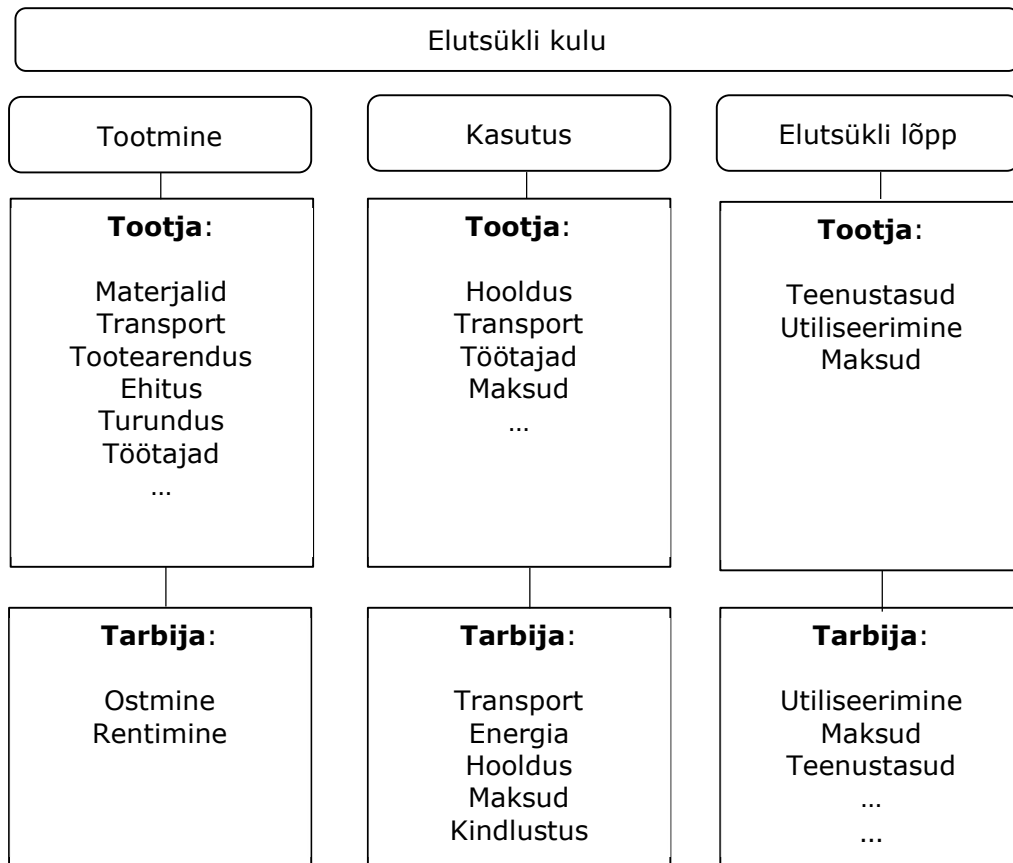 Elutsükli kulu
Tootmine
Kasutus
Elutsükli lõpp
Tootja:
Materjalid
Transport
Tootearendus
Ehitus
Turundus
Töötajad
…
Tootja:
Hooldus
Transport
Töötajad
Maksud
…
Tootja:
Teenustasud
Utiliseerimine
Maksud
Tarbija:
Ostmine
Rentimine
Tarbija:
Transport
Energia
Hooldus
Maksud
Kindlustus
Tarbija:
Utiliseerimine
Maksud
Teenustasud
…
…